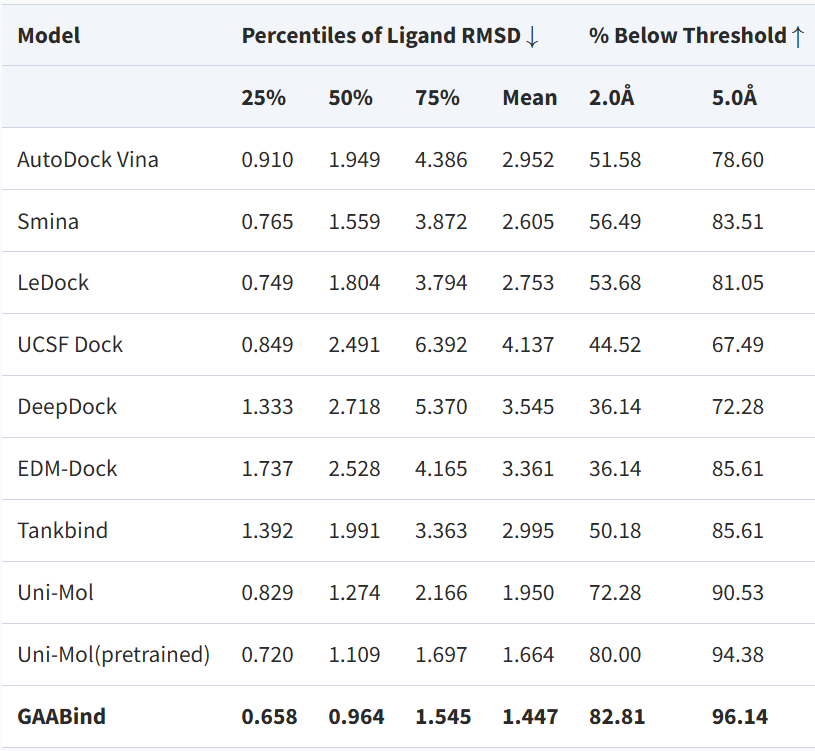 Model Percentiles of Ligand RMSD↓ % Below Threshold↑
25% 50% 75% Mean 2.0Å 5.0Å
AutoDock Vina 0.910 1.949 4.386 2.952 51.58 78.60
Smina 0.765 1.559 3.872 2.605 56.49 83.51
LeDock 0.749 1.804 3.794 2.753 53.68 81.05
UCSF Dock 0.849 2.491 6.392 4.137 44.52 67.49
DeepDock 1.333 2.718 5.370 3.545 36.14 72.28
EDM-Dock 1.737 2.528 4.165 3.361 36.14 85.61
Tankbind 1.392 1.991 3.363 2.995 50.18 85.61
Uni-Mol 0.829 1.274 2.166 1.950 72.28 90.53
Uni-Mol(pretrained) 0.720 1.109 1.697 1.664 80.00 94.38
GAABind 0.658 0.964 1.545 1.447 82.81 96.14